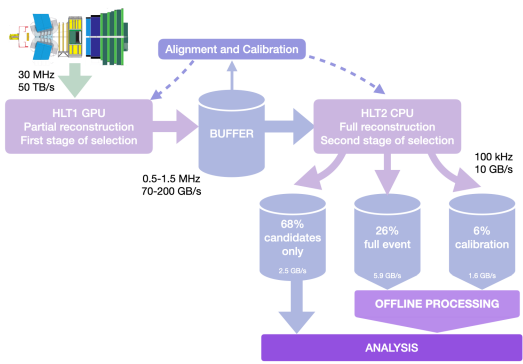 Alignment and Calibration
30 MHz
50 TB/s
HLT1 GPU
Partial reconstruction
First stage of selection
BUFFER
HLT2 CPU
Full reconstruction
Second stage of selection
0.5-1.5 MHz
70-200 GB/s
100 kHz
10 GB/s
68%
candidates
only
2.5 GB/s
26%
full event
5.9 GB/s
6%
calibration
1.6 GB/s
OFFLINE PROCESSING
ANALYSIS